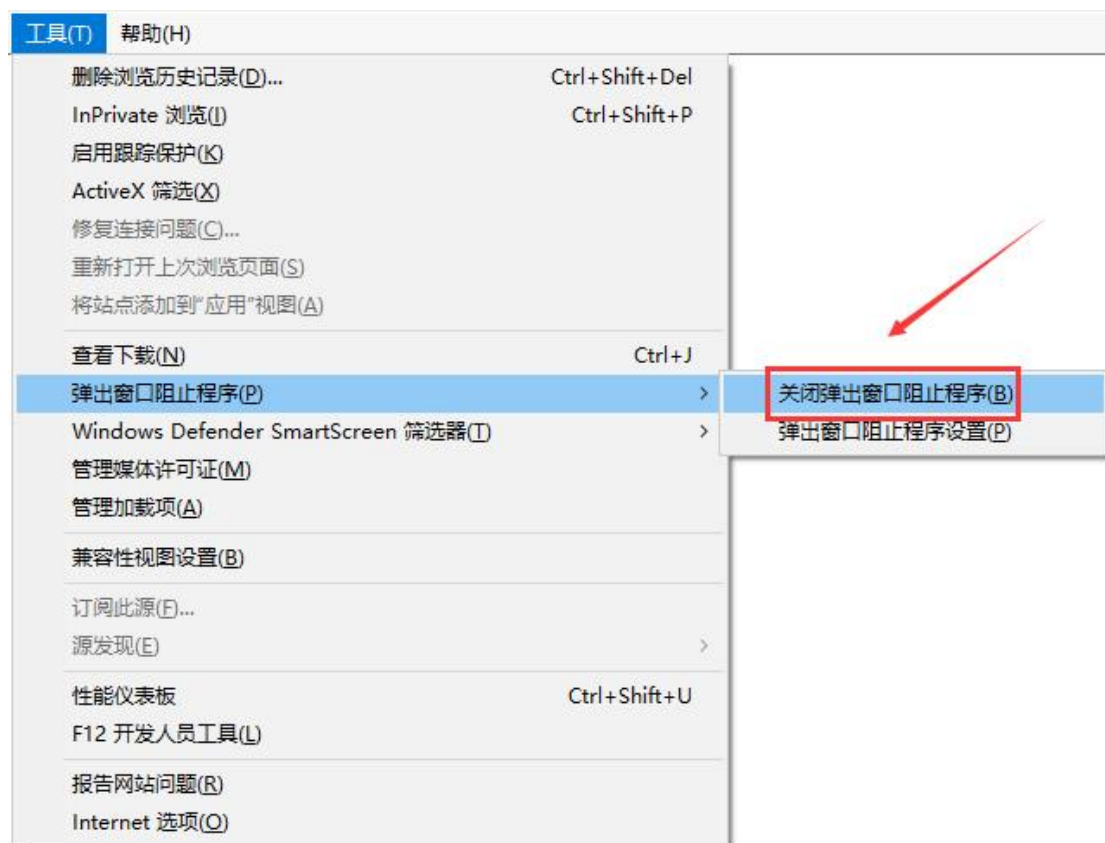 工具(T) 帮助(H)
删除浏览历史记录(D)... Ctrl+Shift+Del
InPrivate 浏览(I) Ctrl+Shift+P
启用跟踪保护(K)
ActiveX 筛选(X)
修复连接问题(C)...
重新打开上次浏览页面(S)
将站点添加到“应用”视图(A)
查看下载(N) Ctrl+J
弹出窗口阻止程序(P) > 关闭弹出窗口阻止程序(B)
Windows Defender SmartScreen 筛选器(T) > 弹出窗口阻止程序设置(P)
管理媒体许可证(M)
管理加载项(A)
兼容性视图设置(B)
订阅此源(F)...
源发现(E) >
性能仪表板 Ctrl+Shift+U
F12 开发人员工具(L)
报告网站问题(R)
Internet 选项(O)